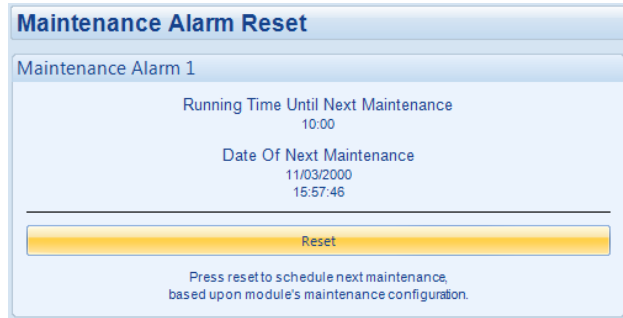 Maintenance Alarm Reset
Maintenance Alarm 1
Running Time Until Next Maintenance
10:00
Date Of Next Maintenance
11/03/2000
15:57:46
Reset
Press reset to schedule next maintenance,
based upon module's maintenance configuration.